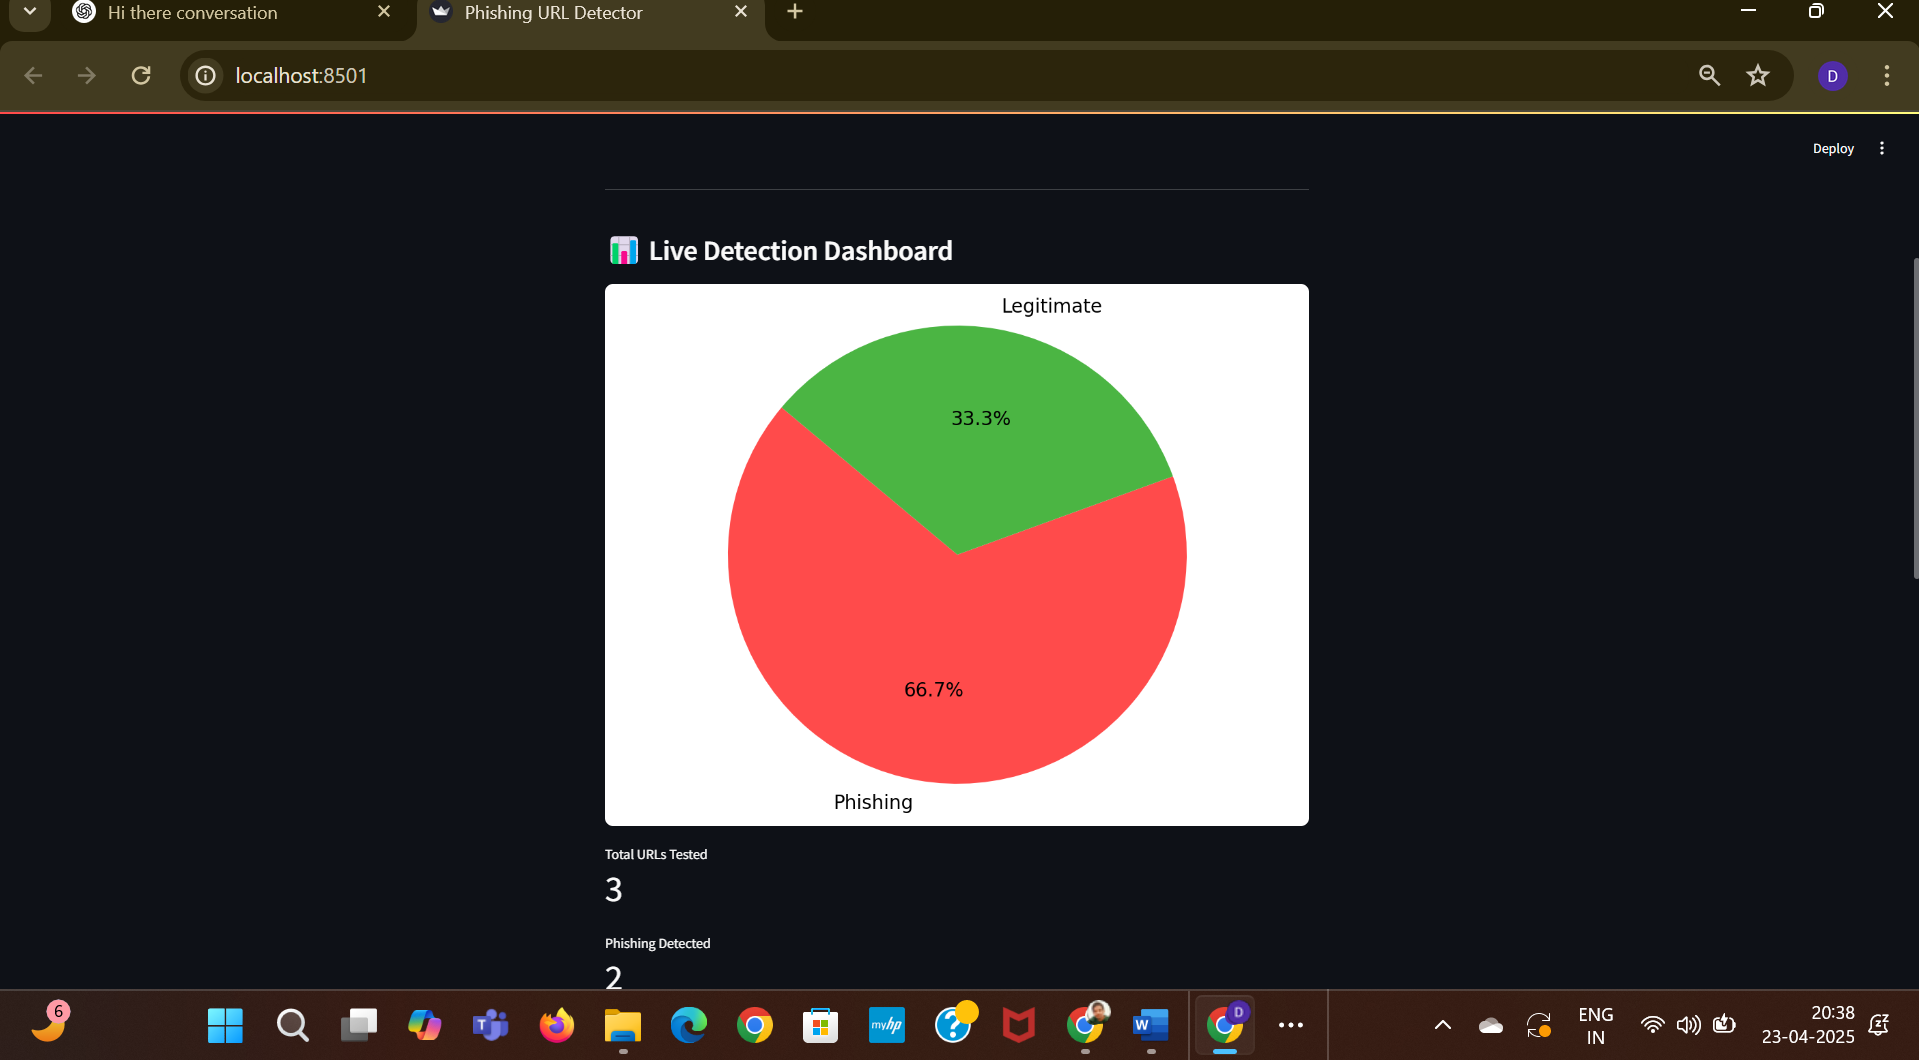 Hi there conversation
Phishing URL Detector
localhost:8501
D
Deploy
Live Detection Dashboard
Legitimate
33.3%
66.7%
Phishing
Total URLs Tested
3
Phishing Detected
2
6
T
myhp
?
W
D
ENG
IN
20:38
23-04-2025